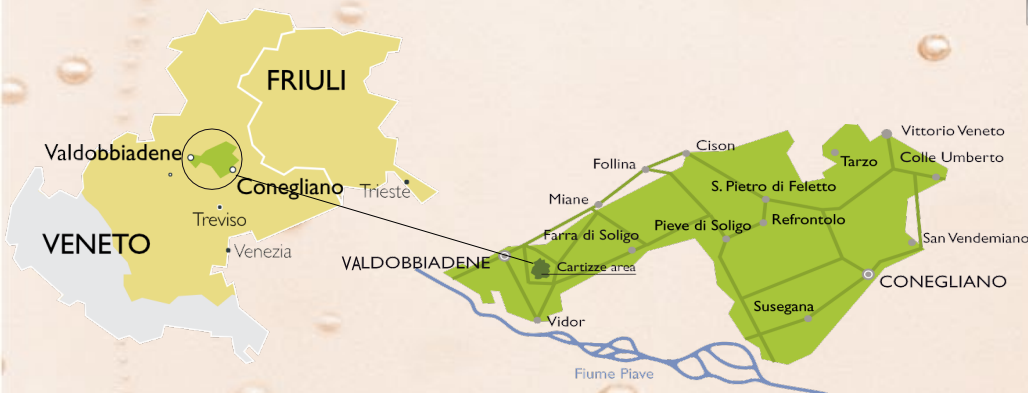 FRIULI
Valdobbiadene
Conegliano
Trieste
Treviso
VENETO
Venezia
Vittorio Veneto
Cison
Tarzo
Colle Umberto
Follina
S. Pietro di Feletto
Miane
Refrontolo
Pieve di Soligo
Farra di Soligo
San Vendemiano
VALDOBBIADENE
Cartizze area
CONEGLIANO
Susegana
Vidor
Fiume Piave